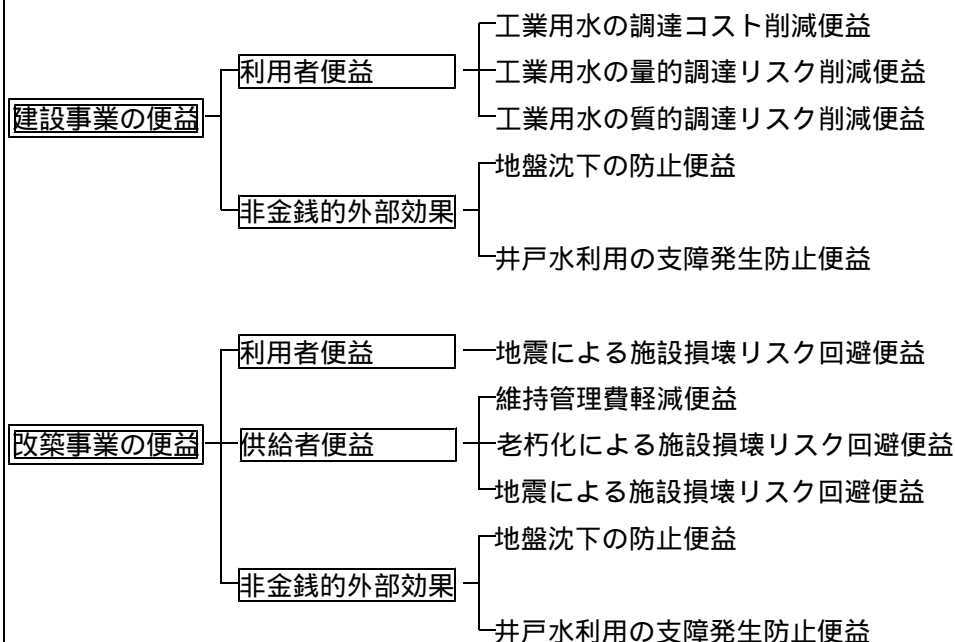 工業用水の調達コスト削減便益
利用者便益 工業用水の量的調達リスク削減便益
建設事業の便益 工業用水の質的調達リスク削減便益
地盤沈下の防止便益
非金銭的外部効果
井戸水利用の支障発生防止便益
利用者便益 地震による施設損壊リスク回避便益
維持管理費軽減便益
改築事業の便益 供給者便益 老朽化による施設損壊リスク回避便益
地震による施設損壊リスク回避便益
地盤沈下の防止便益
非金銭的外部効果
井戸水利用の支障発生防止便益